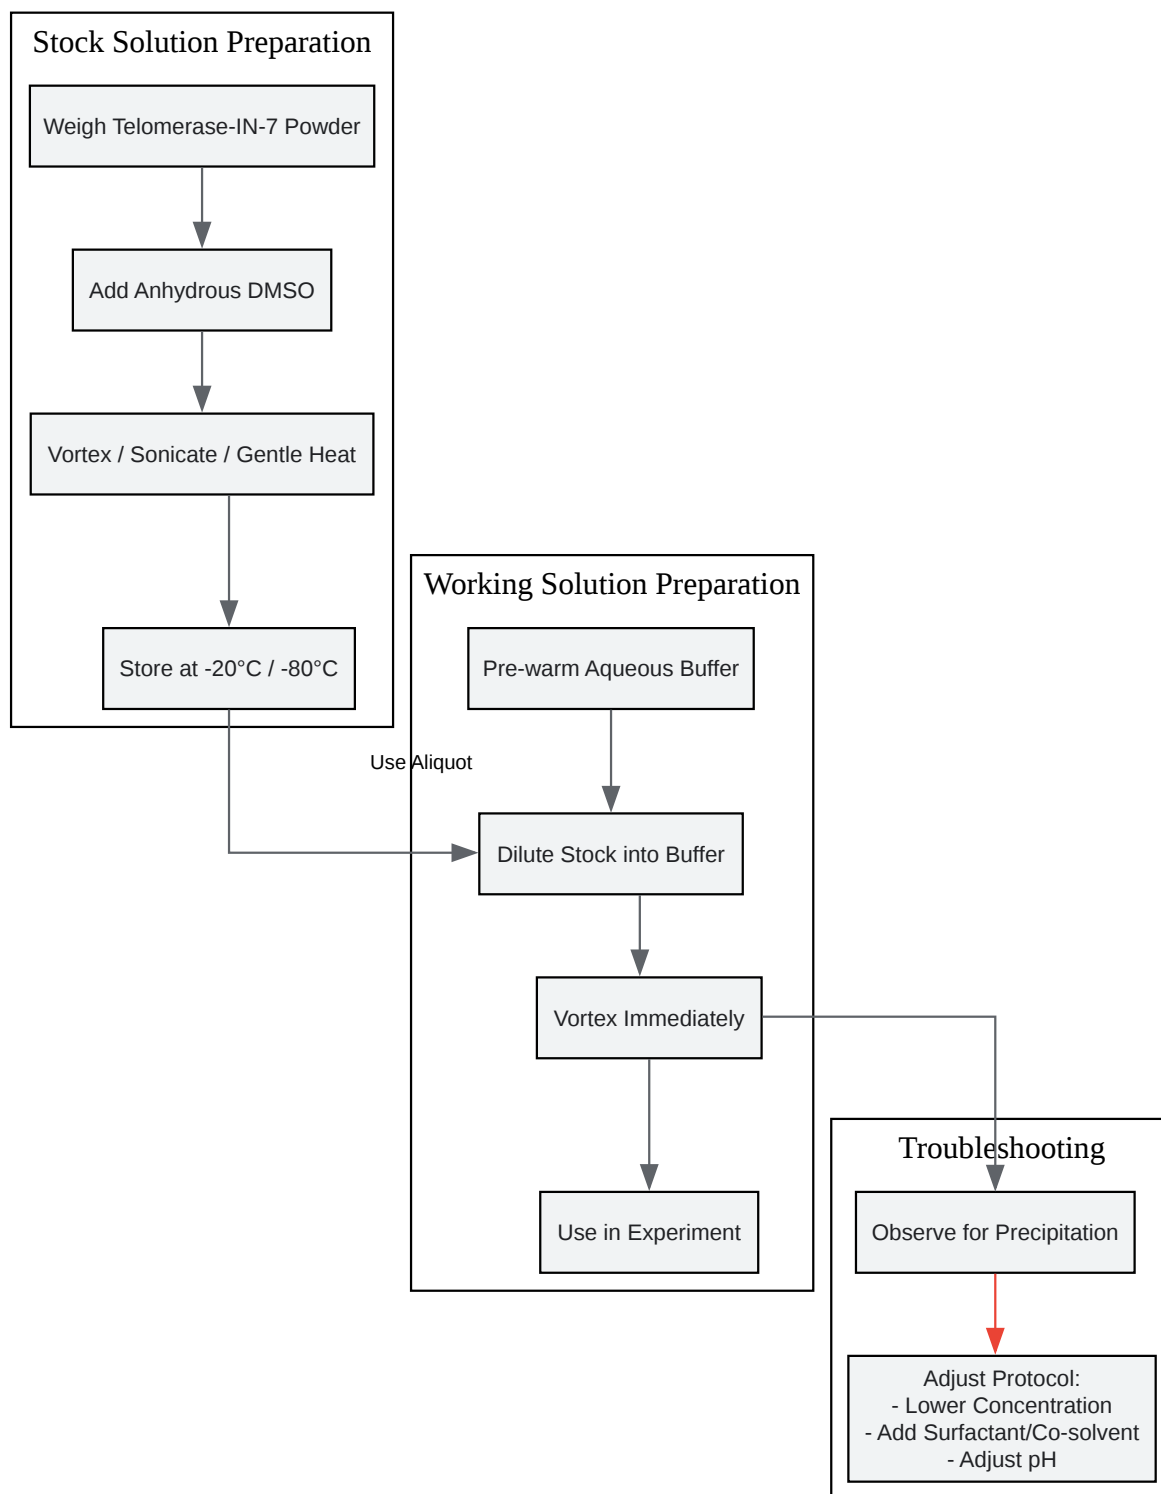 Stock Solution Preparation
Weigh Telomerase-IN-7 Powder
Add Anhydrous DMSO
Vortex / Sonicate / Gentle Heat
Store at -20°C / -80°C
Use Aliquot
Working Solution Preparation
Pre-warm Aqueous Buffer
Dilute Stock into Buffer
Vortex Immediately
Use in Experiment
Troubleshooting
Observe for Precipitation
Adjust Protocol:
- Lower Concentration
- Add Surfactant/Co-solvent
- Adjust pH